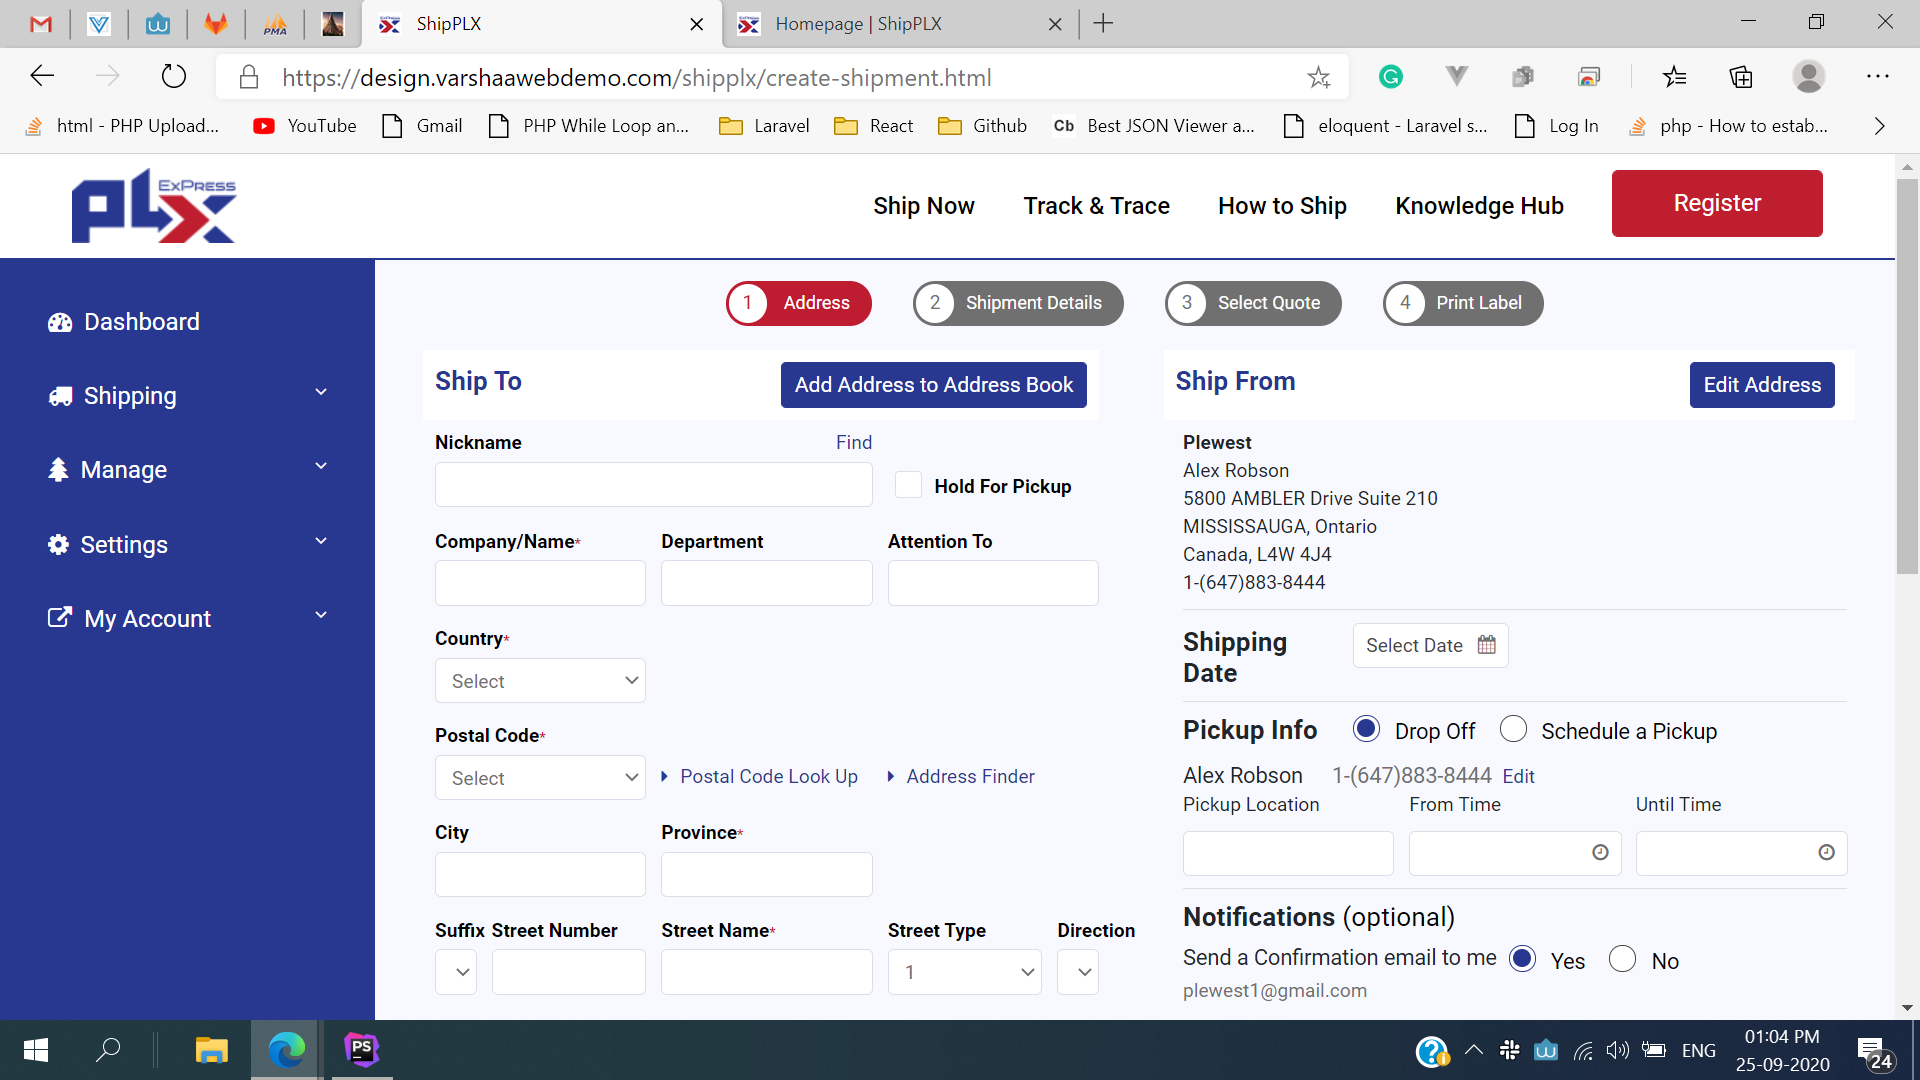 ShipPLX
Homepage | ShipPLX
https://design.varshaawebdemo.com/shipplx/create-shipment.html
html - PHP Upload...
YouTube
Gmail
PHP While Loop an...
Laravel
React
Github
Cb Best JSON Viewer a...
eloquent - Laravel s...
Log In
php - How to estab...
PLX ExPress
Ship Now
Track & Trace
How to Ship
Knowledge Hub
Register
Dashboard
Shipping
Manage
Settings
My Account
1 Address
2 Shipment Details
3 Select Quote
4 Print Label
Ship To
Add Address to Address Book
Nickname
Find
Hold For Pickup
Company/Name*
Department
Attention To
Country*
Select
Postal Code*
Select
Postal Code Look Up
Address Finder
City
Province*
Suffix
Street Number
Street Name*
Street Type
Direction
1
Ship From
Edit Address
Plewest
Alex Robson
5800 AMBLER Drive Suite 210
MISSISSAUGA, Ontario
Canada, L4W 4J4
1-(647)883-8444
Shipping
Date
Select Date
Pickup Info
Drop Off
Schedule a Pickup
Alex Robson
1-(647)883-8444
Edit
Pickup Location
From Time
Until Time
Notifications (optional)
Send a Confirmation email to me
Yes
No
plewest1@gmail.com
PMA
PS
ENG
01:04 PM
25-09-2020
24